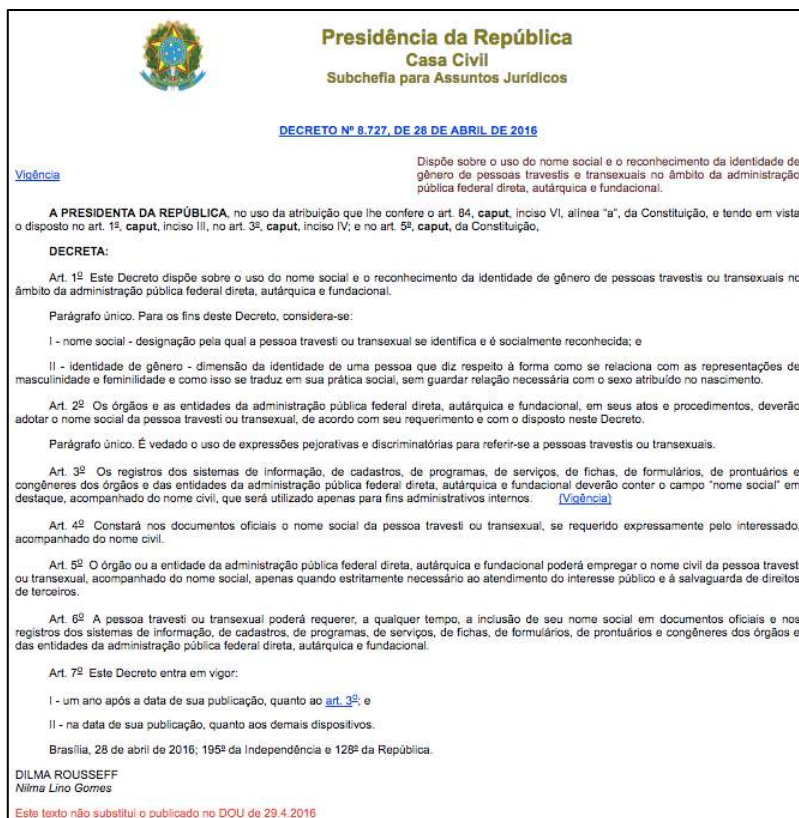 Presidência da República
Casa Civil
Subchefia para Assuntos Jurídicos
DECRETO Nº 8.727, DE 28 DE ABRIL DE 2016
Vigência
Dispõe sobre o uso do nome social e o reconhecimento da identidade de
gênero de pessoas travestis e transexuais no âmbito da administração
pública federal direta, autárquica e fundacional.
A PRESIDENTA DA REPÚBLICA, no uso da atribuição que lhe confere o art. 84, caput, inciso VI, alínea "a", da Constituição, e tendo em vista
o disposto no art. 1º, caput, inciso III, no art. 3º, caput, inciso IV; e no art. 5º, caput, da Constituição,
DECRETA:
Art. 1º Este Decreto dispõe sobre o uso do nome social e o reconhecimento da identidade de gênero de pessoas travestis ou transexuais no
âmbito da administração pública federal direta, autárquica e fundacional.
Parágrafo único. Para os fins deste Decreto, considera-se:
I - nome social - designação pela qual a pessoa travesti ou transexual se identifica e é socialmente reconhecida; e
II - identidade de gênero - dimensão da identidade de uma pessoa que diz respeito à forma como se relaciona com as representações de
masculinidade e feminilidade e como isso se traduz em sua prática social, sem guardar relação necessária com o sexo atribuído no nascimento.
Art. 2º Os órgãos e as entidades da administração pública federal direta, autárquica e fundacional, em seus atos e procedimentos, deverão
adotar o nome social da pessoa travesti ou transexual, de acordo com seu requerimento e com o disposto neste Decreto.
Parágrafo único. É vedado o uso de expressões pejorativas e discriminatórias para referir-se a pessoas travestis ou transexuais.
Art. 3º Os registros dos sistemas de informação, de cadastros, de programas, de serviços, de fichas, de formulários, de prontuários e
congêneres dos órgãos e das entidades da administração pública federal direta, autárquica e fundacional deverão conter o campo "nome social" em
destaque, acompanhado do nome civil, que será utilizado apenas para fins administrativos internos. (Vigência)
Art. 4º Constará nos documentos oficiais o nome social da pessoa travesti ou transexual, se requerido expressamente pelo interessado,
acompanhado do nome civil.
Art. 5º O órgão ou a entidade da administração pública federal direta, autárquica e fundacional poderá empregar o nome civil da pessoa travesti
ou transexual, acompanhado do nome social, apenas quando estritamente necessário ao atendimento do interesse público e à salvaguarda de direitos
de terceiros.
Art. 6º A pessoa travesti ou transexual poderá requerer, a qualquer tempo, a inclusão de seu nome social em documentos oficiais e nos
registros dos sistemas de informação, de cadastros, de programas, de serviços, de fichas, de formulários, de prontuários e congêneres dos órgãos e
das entidades da administração pública federal direta, autárquica e fundacional.
Art. 7º Este Decreto entra em vigor:
I - um ano após a data de sua publicação, quanto ao art. 3º; e
II - na data de sua publicação, quanto aos demais dispositivos.
Brasília, 28 de abril de 2016; 195º da Independência e 128º da República.
DILMA ROUSSEFF
Nilma Lino Gomes
Este texto não substitui o publicado no DOU de 29.4.2016